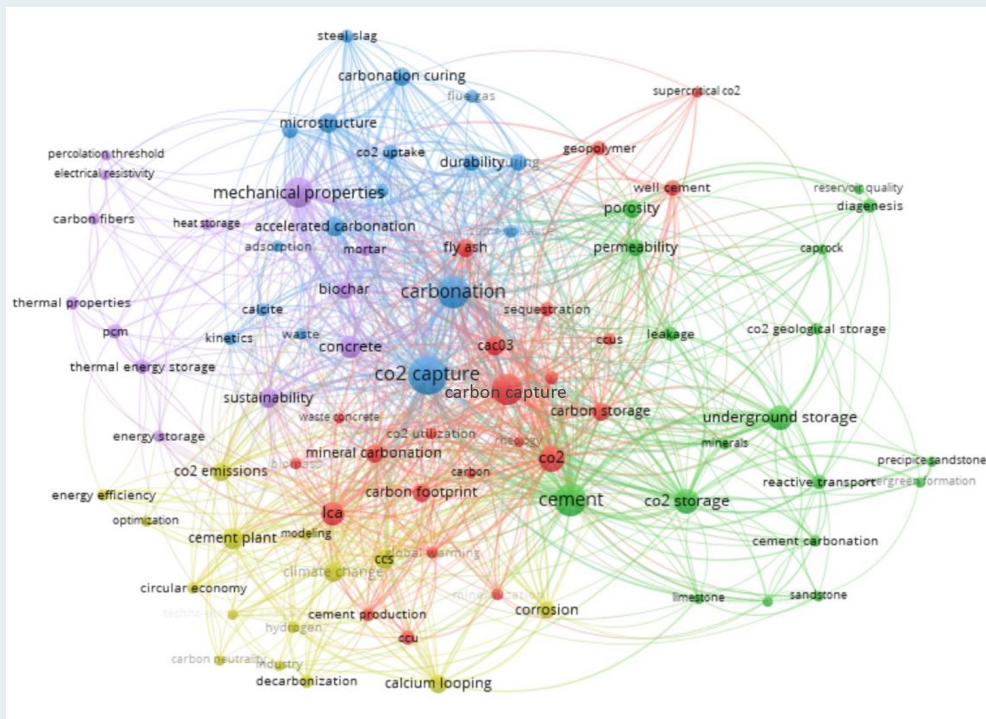 steel slag
carbonation curing
flue gas
supercritical co2
microstructure
co2 uptake
geopolymer
percolation threshold
durability
electrical resistivity
mechanical properties
well cement
reservoir quality
carbon fibers
heat storage
accelerated carbonation
porosity
diagenesis
adsorption
mortar
fly ash
permeability
caprock
thermal properties
biochar
carbonation
calcite
sequestration
pcm
kinetics
waste
concrete
cac03
ccus
leakage
co2 geological storage
thermal energy storage
co2 capture
carbon capture
sustainability
waste concrete
carbon storage
underground storage
energy storage
co2 utilization
rheology
minerals
co2 emissions
mineral carbonation
co2
precipice sandstone
carbon
reactive transport
evergreen formation
energy efficiency
carbon footprint
cement
co2 storage
optimization
lca
cement plant
modeling
cement carbonation
global warming
ccs
climate change
circular economy
limestone
sandstone
cement production
corrosion
hydrogen
ccu
carbon neutrality
industry
decarbonization
calcium looping